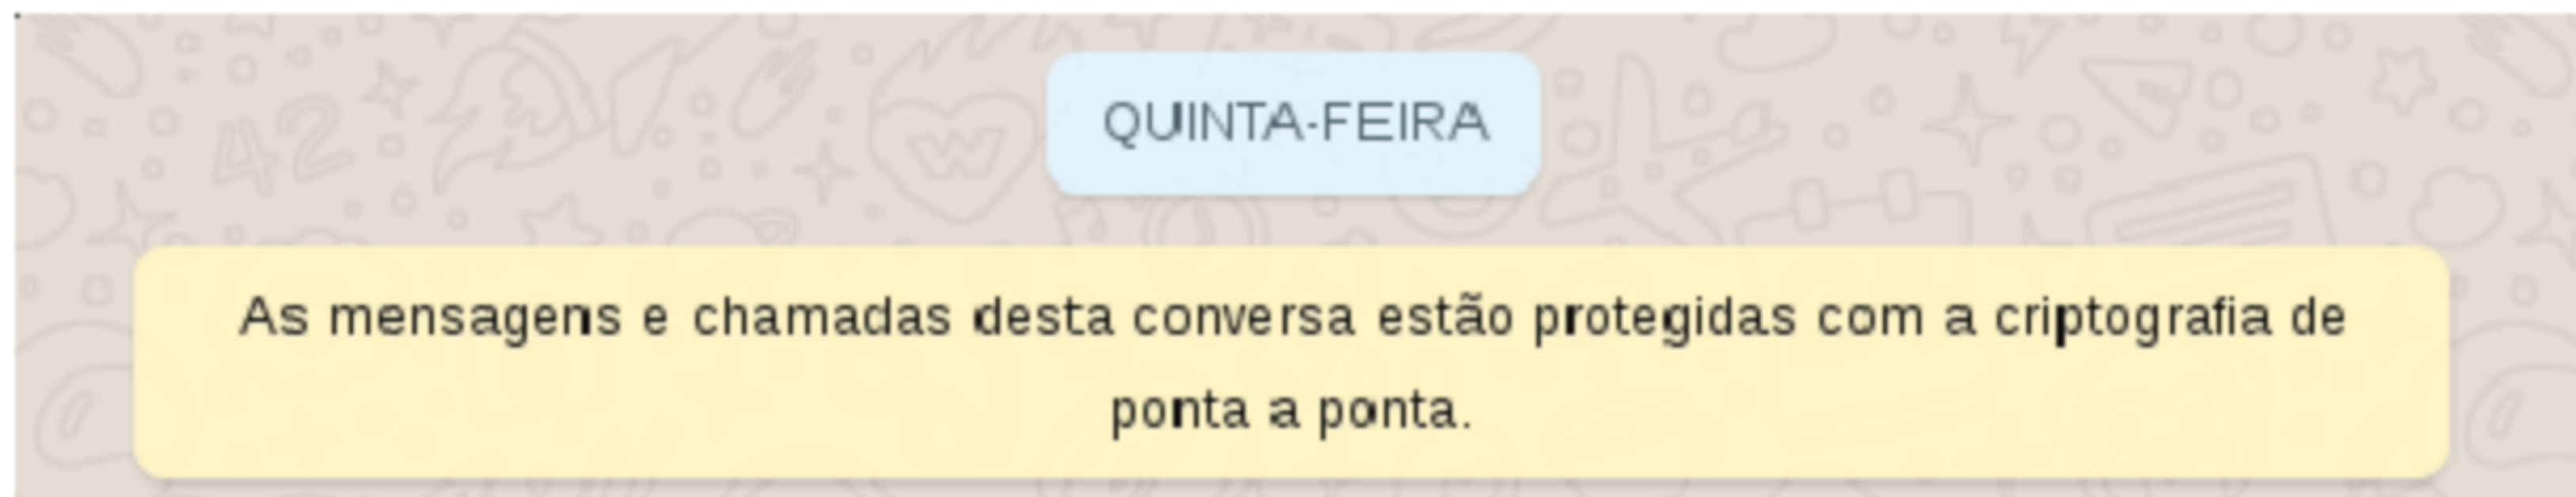 QUINTA-FEIRA
As mensagens e chamadas desta conversa estão protegidas com a criptografia de
ponta a ponta.